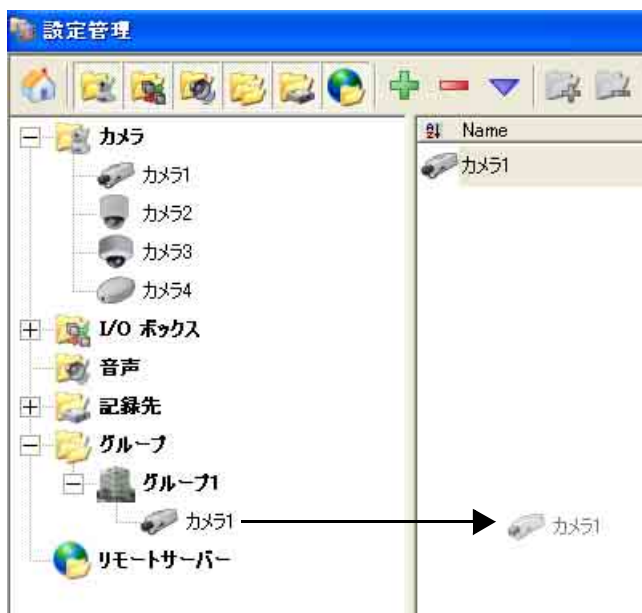 設定管理
カメラ
カメラ1
カメラ2
カメラ3
カメラ4
I/O ボックス
音声
記録先
グループ
グループ1
カメラ1
リモートサーバー
Name
カメラ1
カメラ1